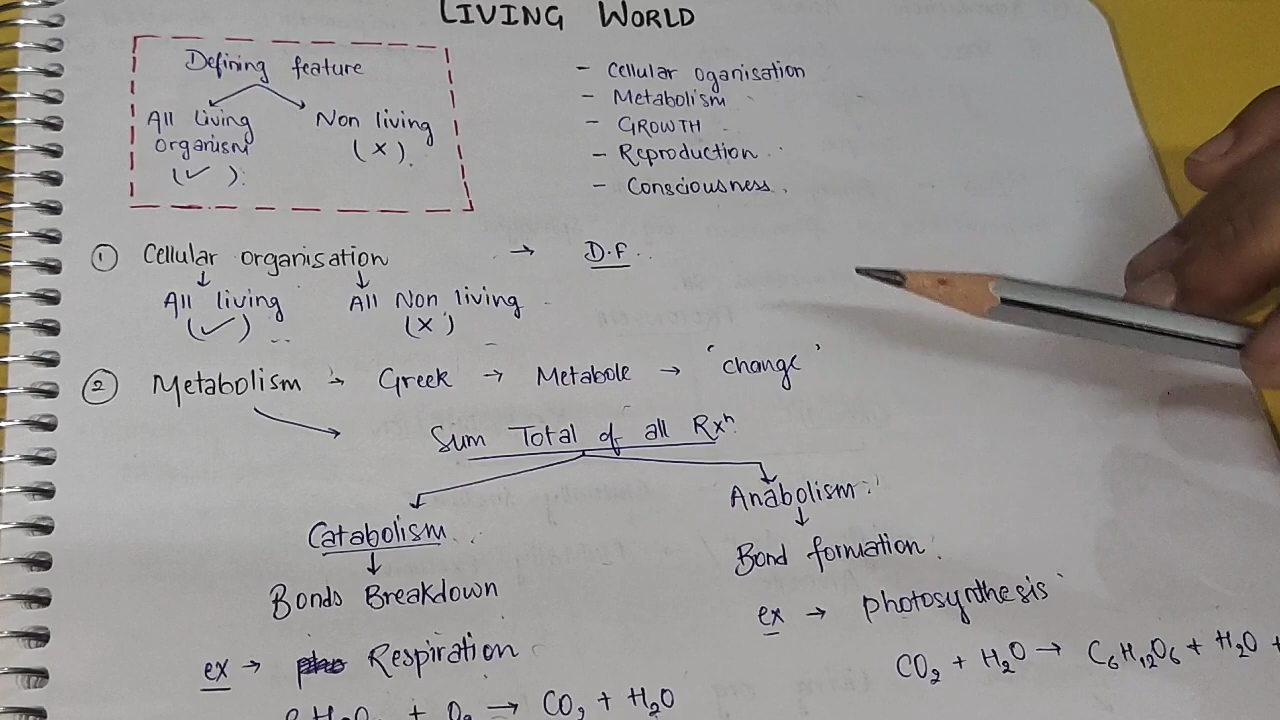 LIVING WORLD
Defining feature
All Living Organism (✓)
Non living (X)
- Cellular oganisation
- Metabolism
- GROWTH
- Reproduction
- Consciousness
① Cellular organisation → D.F.
All living (✓)
All Non living (X)
② Metabolism → Greek → Metabole → 'change'
Sum Total of all Rxⁿ
Catabolism
Bonds Breakdown
ex → Respiration
Anabolism
Bond formation
ex → photosynthesis
CO₂ + H₂O → C₆H₁₂O₆ + H₂O +
+ O₂ → CO₂ + H₂O